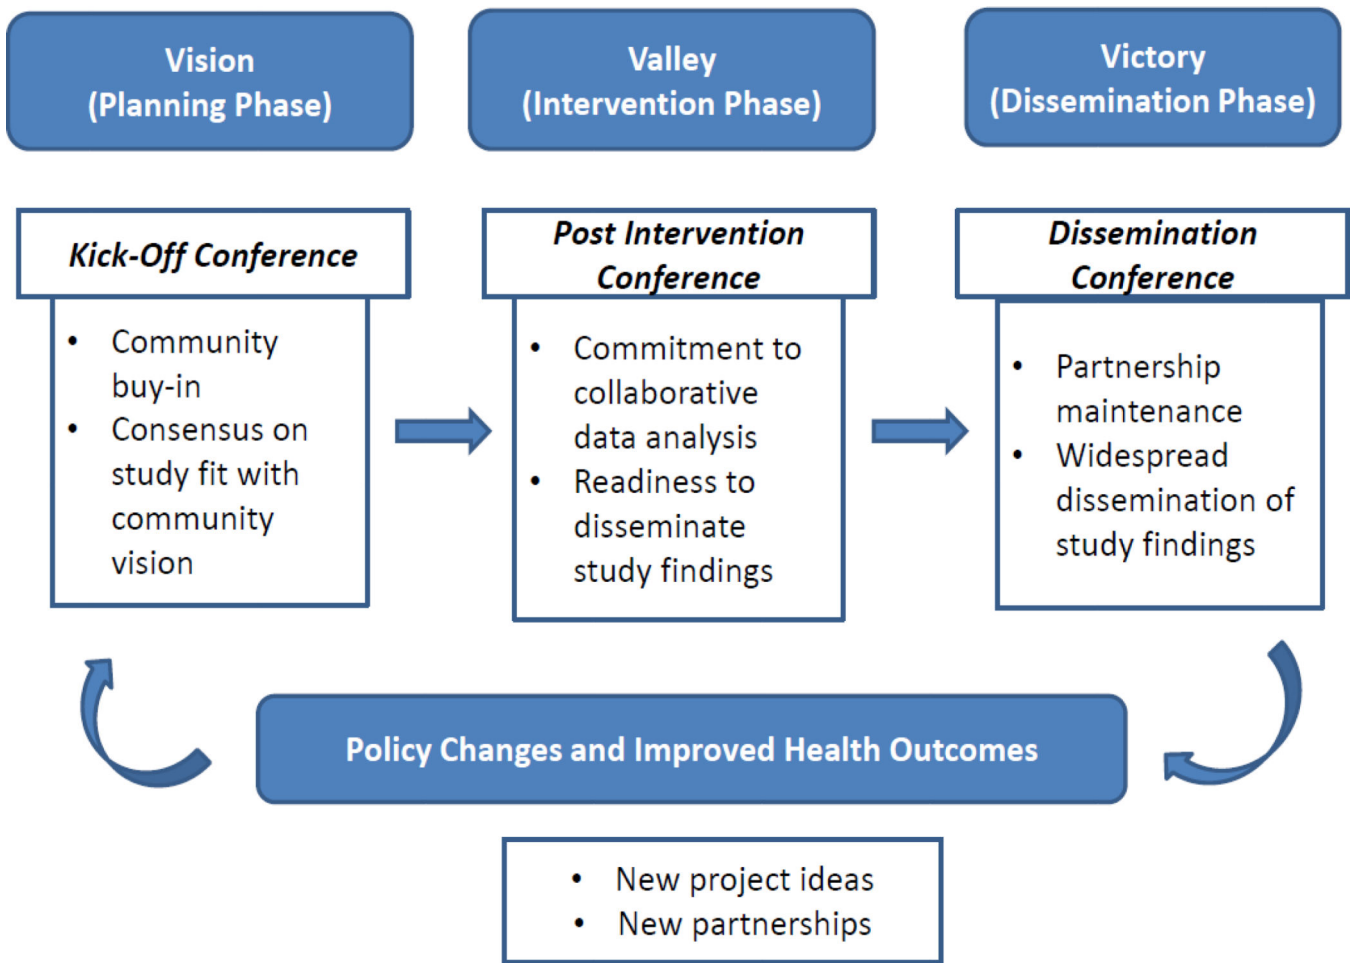 Vision
(Planning Phase)
Valley
(Intervention Phase)
Victory
(Dissemination Phase)
Kick-Off Conference
• Community
buy-in
• Consensus on
study fit with
community
vision
Post Intervention
Conference
• Commitment to
collaborative
data analysis
• Readiness to
disseminate
study findings
Dissemination
Conference
• Partnership
maintenance
• Widespread
dissemination of
study findings
Policy Changes and Improved Health Outcomes
• New project ideas
• New partnerships